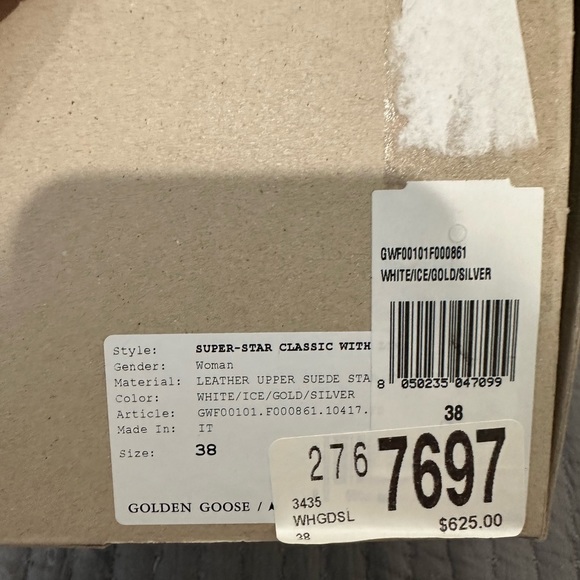 GWF00101F000861
WHITE/ICE/GOLD/SILVER
8 050235 047099
38
Style: SUPER-STAR CLASSIC WITH
Gender: Woman
Material: LEATHER UPPER SUEDE STA
Color: WHITE/ICE/GOLD/SILVER
Article: GWF00101.F000861.10417.
Made In: IT
Size: 38
GOLDEN GOOSE /
276 7697
3435
WHGDSL
38
$625.00